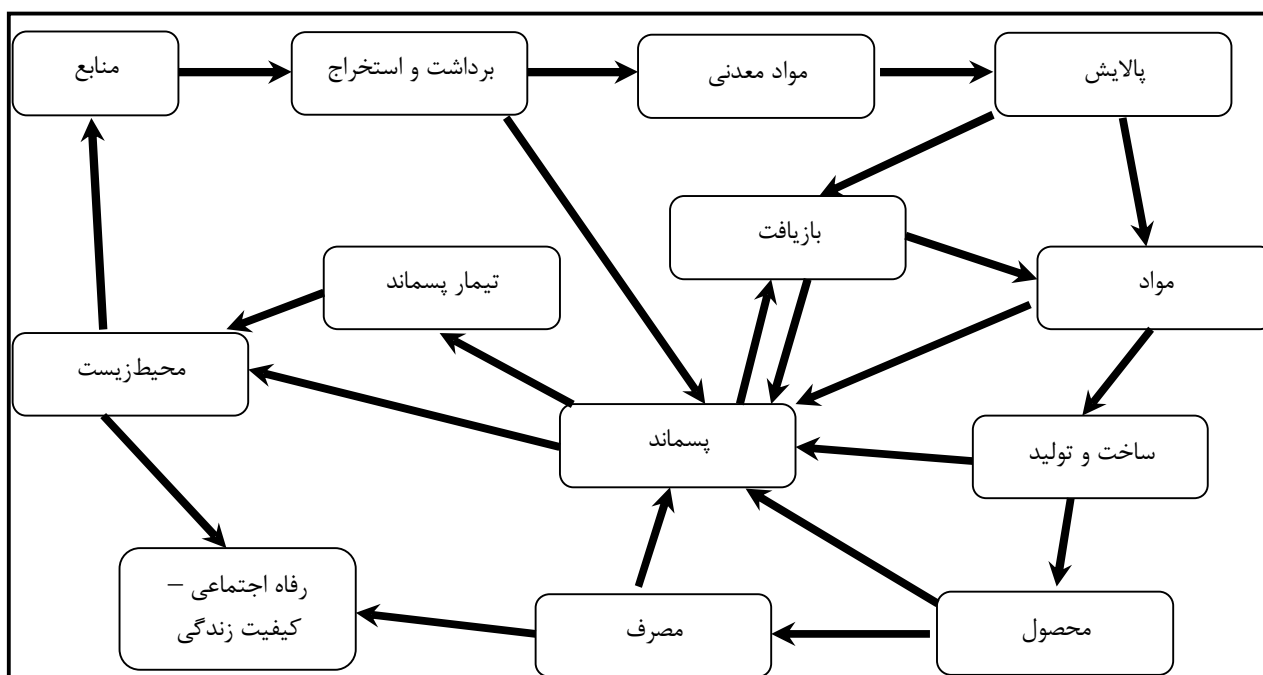 منابع
برداشت و استخراج
مواد معدنی
پالایش
بازیافت
تیمار پسماند
مواد
محیط‌زیست
پسماند
ساخت و تولید
رفاه اجتماعی –
کیفیت زندگی
مصرف
محصول